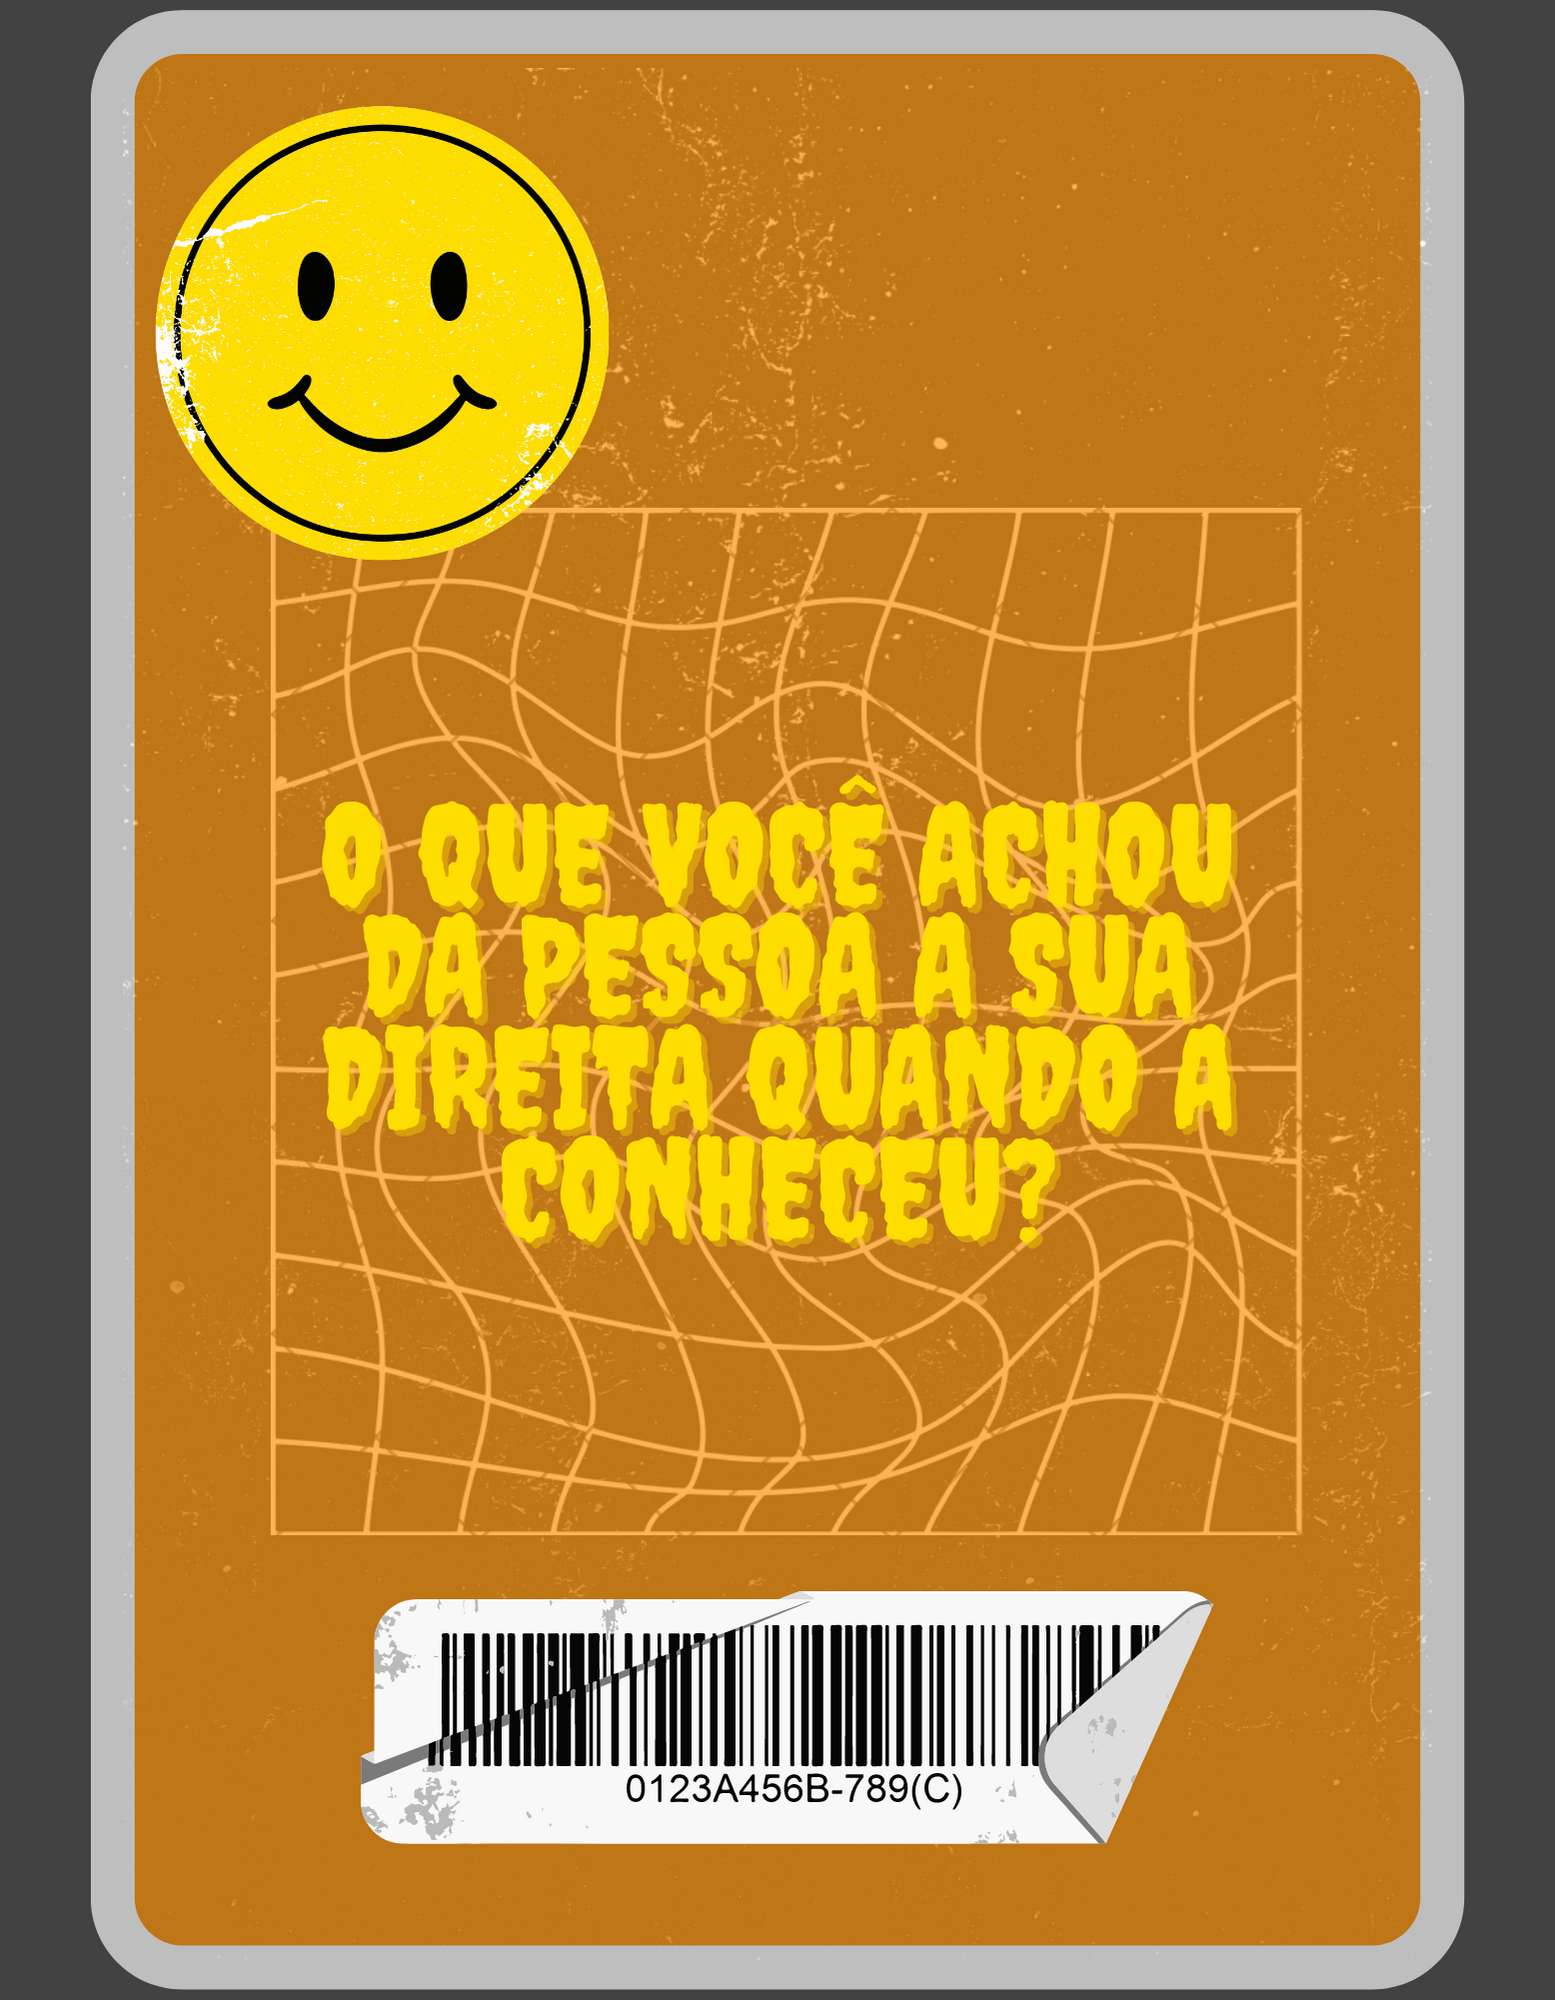 O QUE VOCÊ ACHOU
DA PESSOA A SUA
DIREITA QUANDO A
CONHECEU?
0123A456B-789(C)